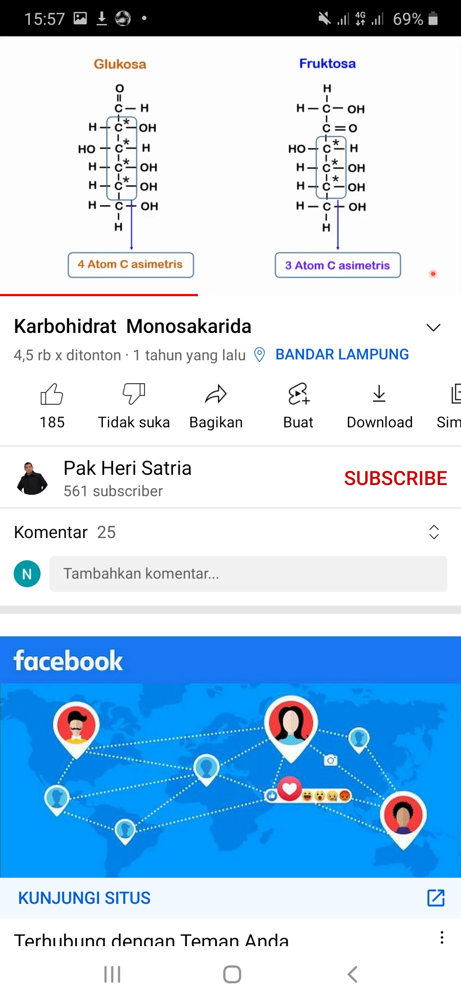 15:57
4G
69%
Glukosa
Fruktosa
O
||
C — H
H — C* — OH
HO — C* — H
H — C* — OH
H — C* — OH
H — C — OH
H
H
H — C — OH
C = O
HO — C* — H
H — C* — OH
H — C* — OH
H — C — OH
H
4 Atom C asimetris
3 Atom C asimetris
Karbohidrat Monosakarida
4,5 rb x ditonton · 1 tahun yang lalu BANDAR LAMPUNG
185 Tidak suka Bagikan Buat Download Sim
Pak Heri Satria
561 subscriber
SUBSCRIBE
Komentar 25
N
Tambahkan komentar...
facebook
KUNJUNGI SITUS
Terhubung dengan Teman Anda